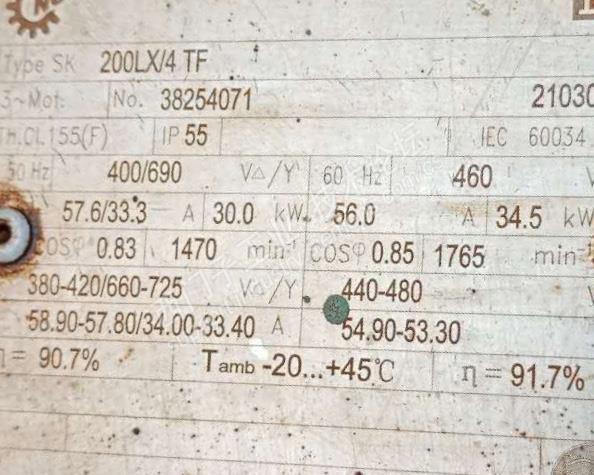 Type SK 200LX/4 TF
3~Mot. No. 38254071 21030
Th.Cl.155(F) IP 55 IEC 60034
50 Hz 400/690 V△/Y 60 Hz 460 V
57.6/33.3 A 30.0 kW 56.0 A 34.5 kW
COSφ 0.83 1470 min⁻¹ COSφ 0.85 1765 min⁻
380-420/660-725 V△/Y 440-480 V
58.90-57.80/34.00-33.40 A 54.90-53.30
η = 90.7% Tamb -20...+45℃ η = 91.7%